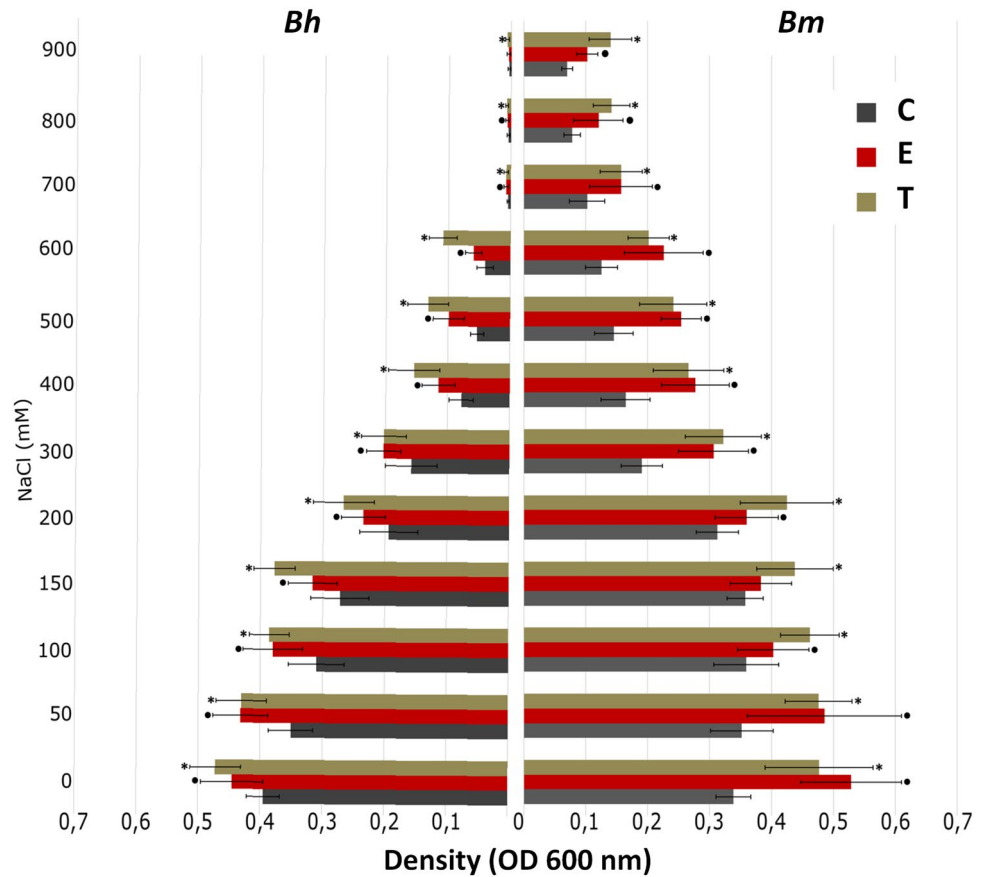 Bh Bm
900
800
700
600
500
400
300
200
150
100
50
0
NaCl (mM)
C
E
T
* * • * • * • * • * • * • * • * • * • * • * • * • * • * • * • * • * • * * • * • * • * • * • * •
0,7 0,6 0,5 0,4 0,3 0,2 0,1 0 0,1 0,2 0,3 0,4 0,5 0,6 0,7
Density (OD 600 nm)